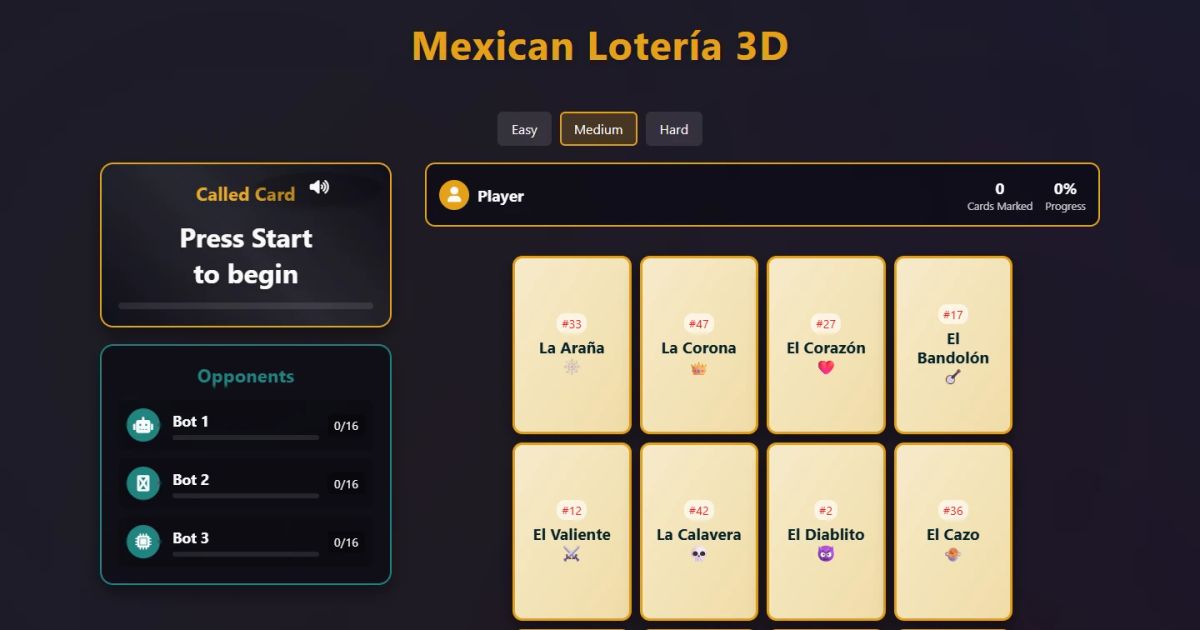 Mexican Lotería 3D
Easy
Medium
Hard
Called Card
Press Start
to begin
Opponents
Bot 1
0/16
Bot 2
0/16
Bot 3
0/16
Player
0
Cards Marked
0%
Progress
#33
La Araña
#47
La Corona
#27
El Corazón
#17
El
Bandolón
#12
El Valiente
#42
La Calavera
#2
El Diablito
#36
El Cazo